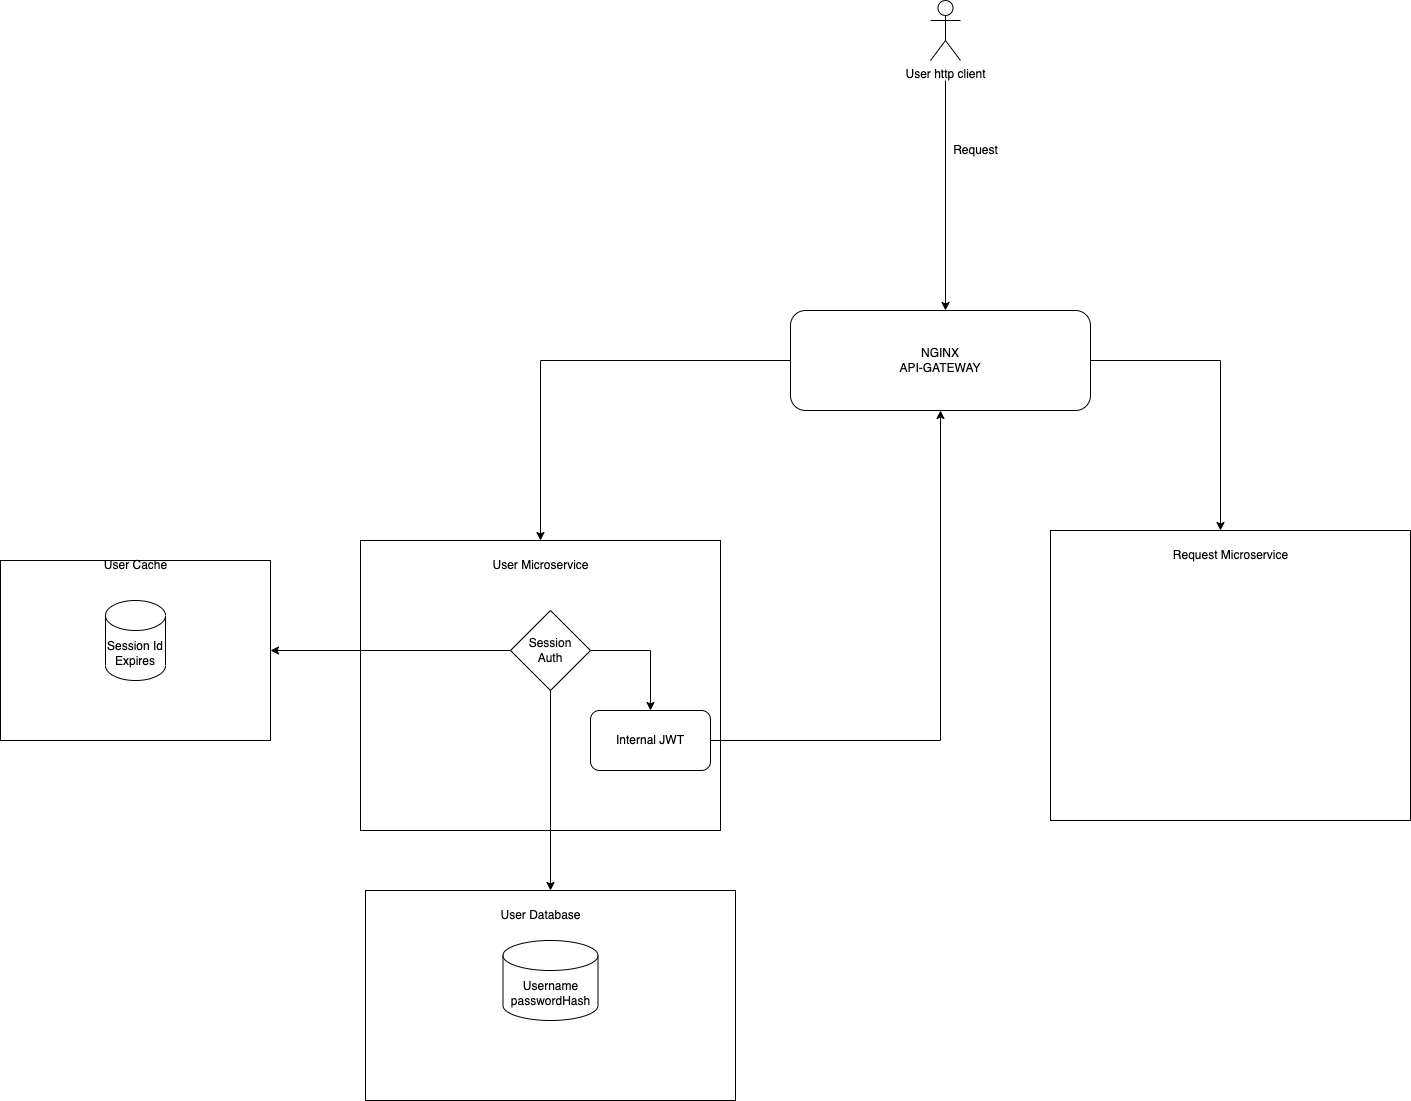 User http client
Request
NGINX
API-GATEWAY
User Cache
Session Id
Expires
User Microservice
Session
Auth
Internal JWT
Request Microservice
User Database
Username
passwordHash